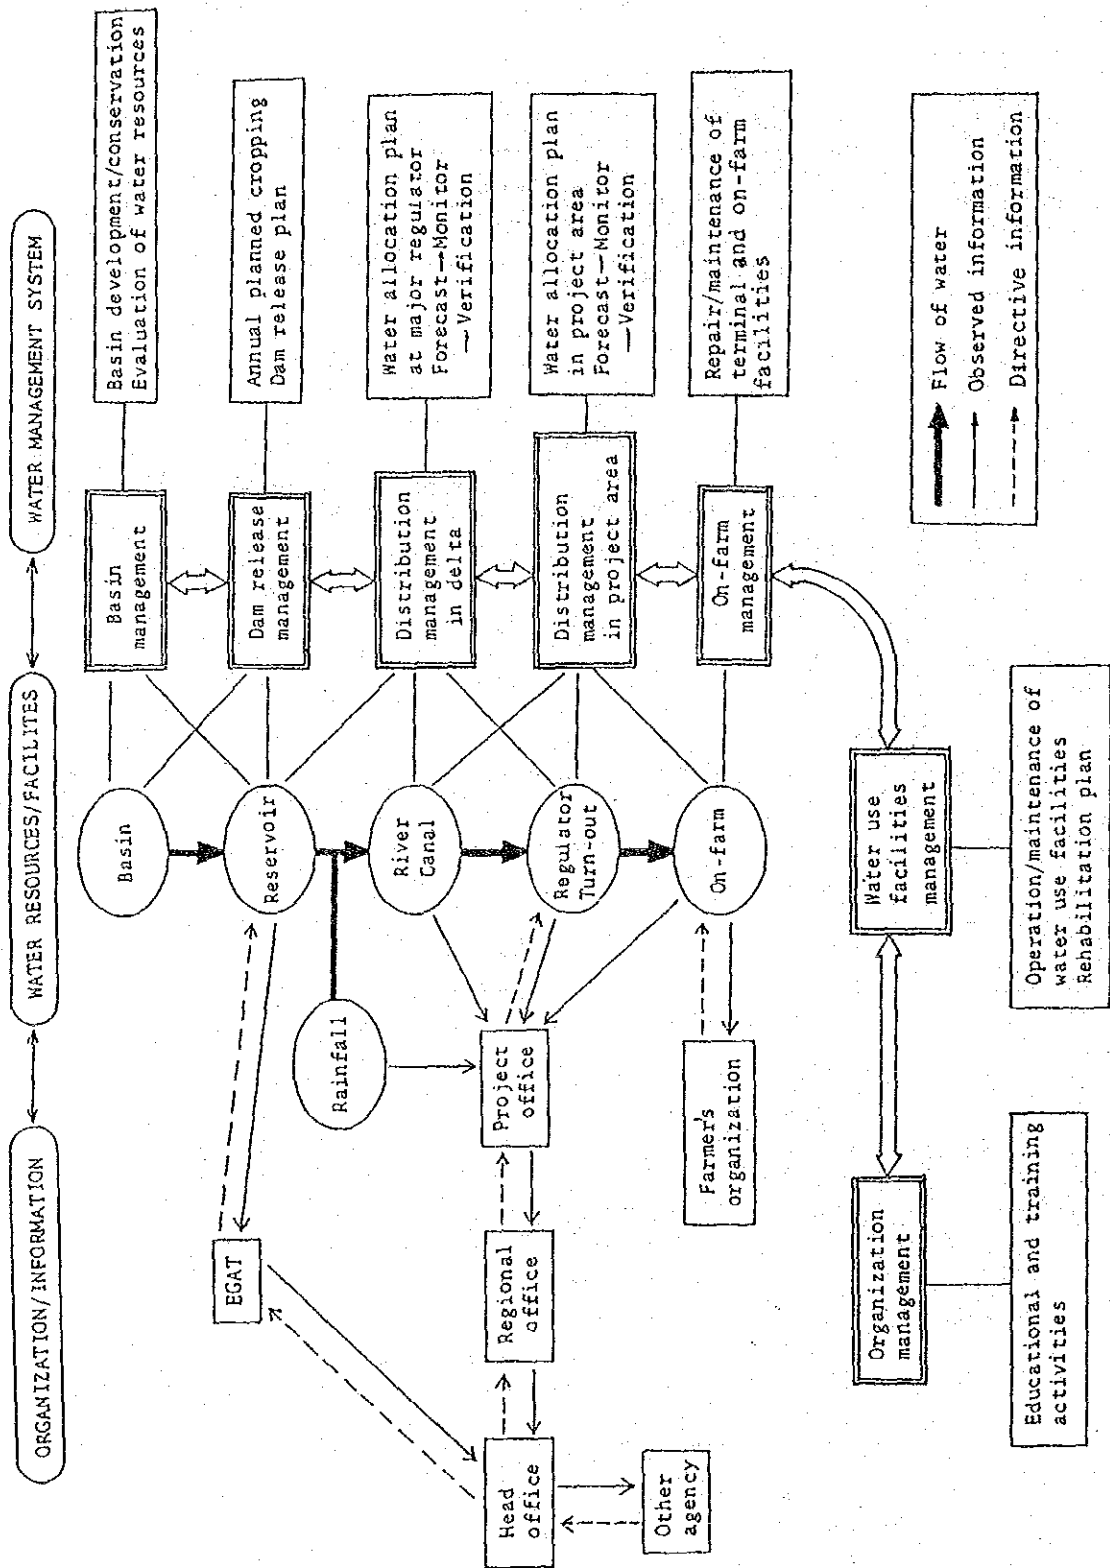 ORGANIZATION/INFORMATION
WATER RESOURCES/FACILITES
WATER MANAGEMENT SYSTEM
Basin
Basin
management
Basin development/conservation
Evaluation of water resources
EGAT
Reservoir
Dam release
management
Annual planned cropping
Dam release plan
Rainfall
River
Canal
Distribution
management
in delta
Water allocation plan
at major regulator
Forecast→Monitor
—Verification
Head
office
Regional
office
Project
office
Regulator
Turn-out
Distribution
management
in project area
Water allocation plan
in project area
Forecast—Monitor
—Verification
Other
agency
Farmer's
organization
On-farm
On-farm
management
Repair/maintenance of
terminal and on-farm
facilities
Organization
management
Water use
facilities
management
Educational and training
activities
Operation/maintenance of
water use facilities
Rehabilitation plan
Flow of water
Observed information
Directive information